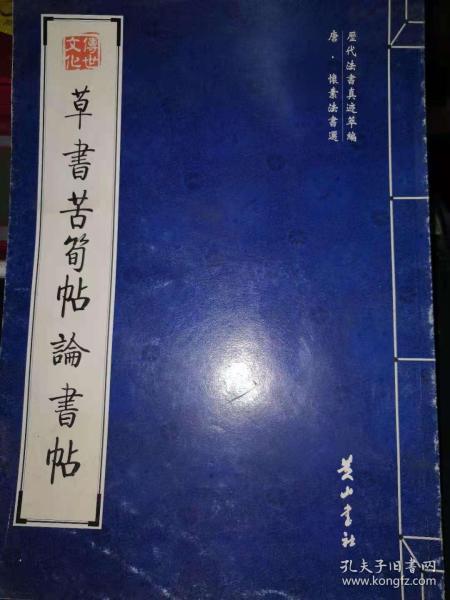 歷代法書真迹萃編
唐·懷素法書選
傳世
文化
草書苦筍帖論書帖
黄山書社
孔夫子旧书网
www.kongfz.com